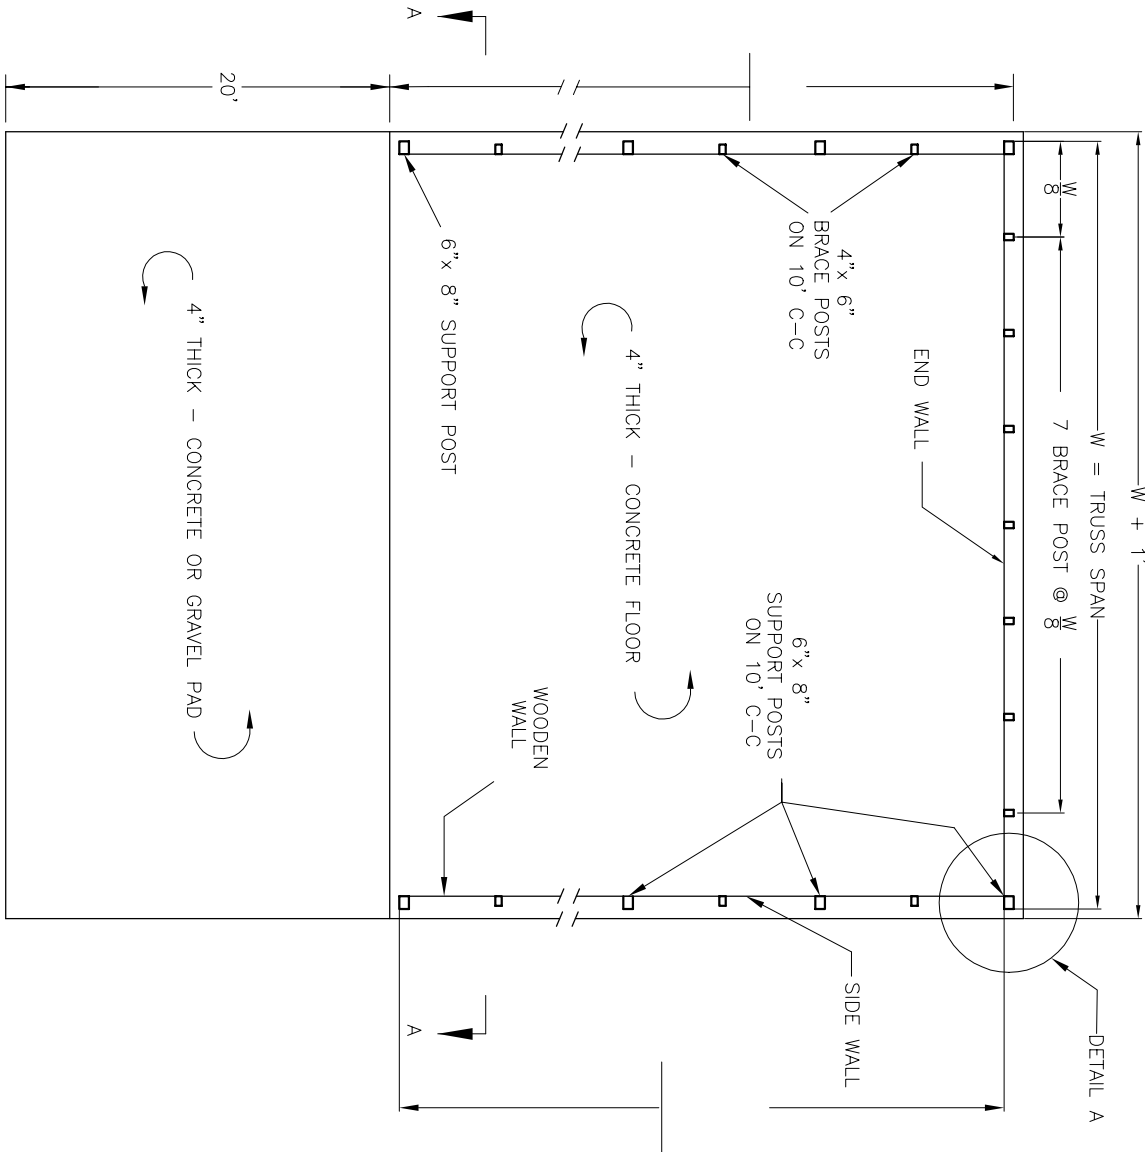 W + 1'
W = TRUSS SPAN
W
8
7 BRACE POST @ W
8
DETAIL A
END WALL
SIDE WALL
4"x 6"
BRACE POSTS
ON 10' C-C
6"x 8"
SUPPORT POSTS
ON 10' C-C
4" THICK - CONCRETE FLOOR
WOODEN
WALL
6"x 8" SUPPORT POST
A
A
20'
4" THICK - CONCRETE OR GRAVEL PAD